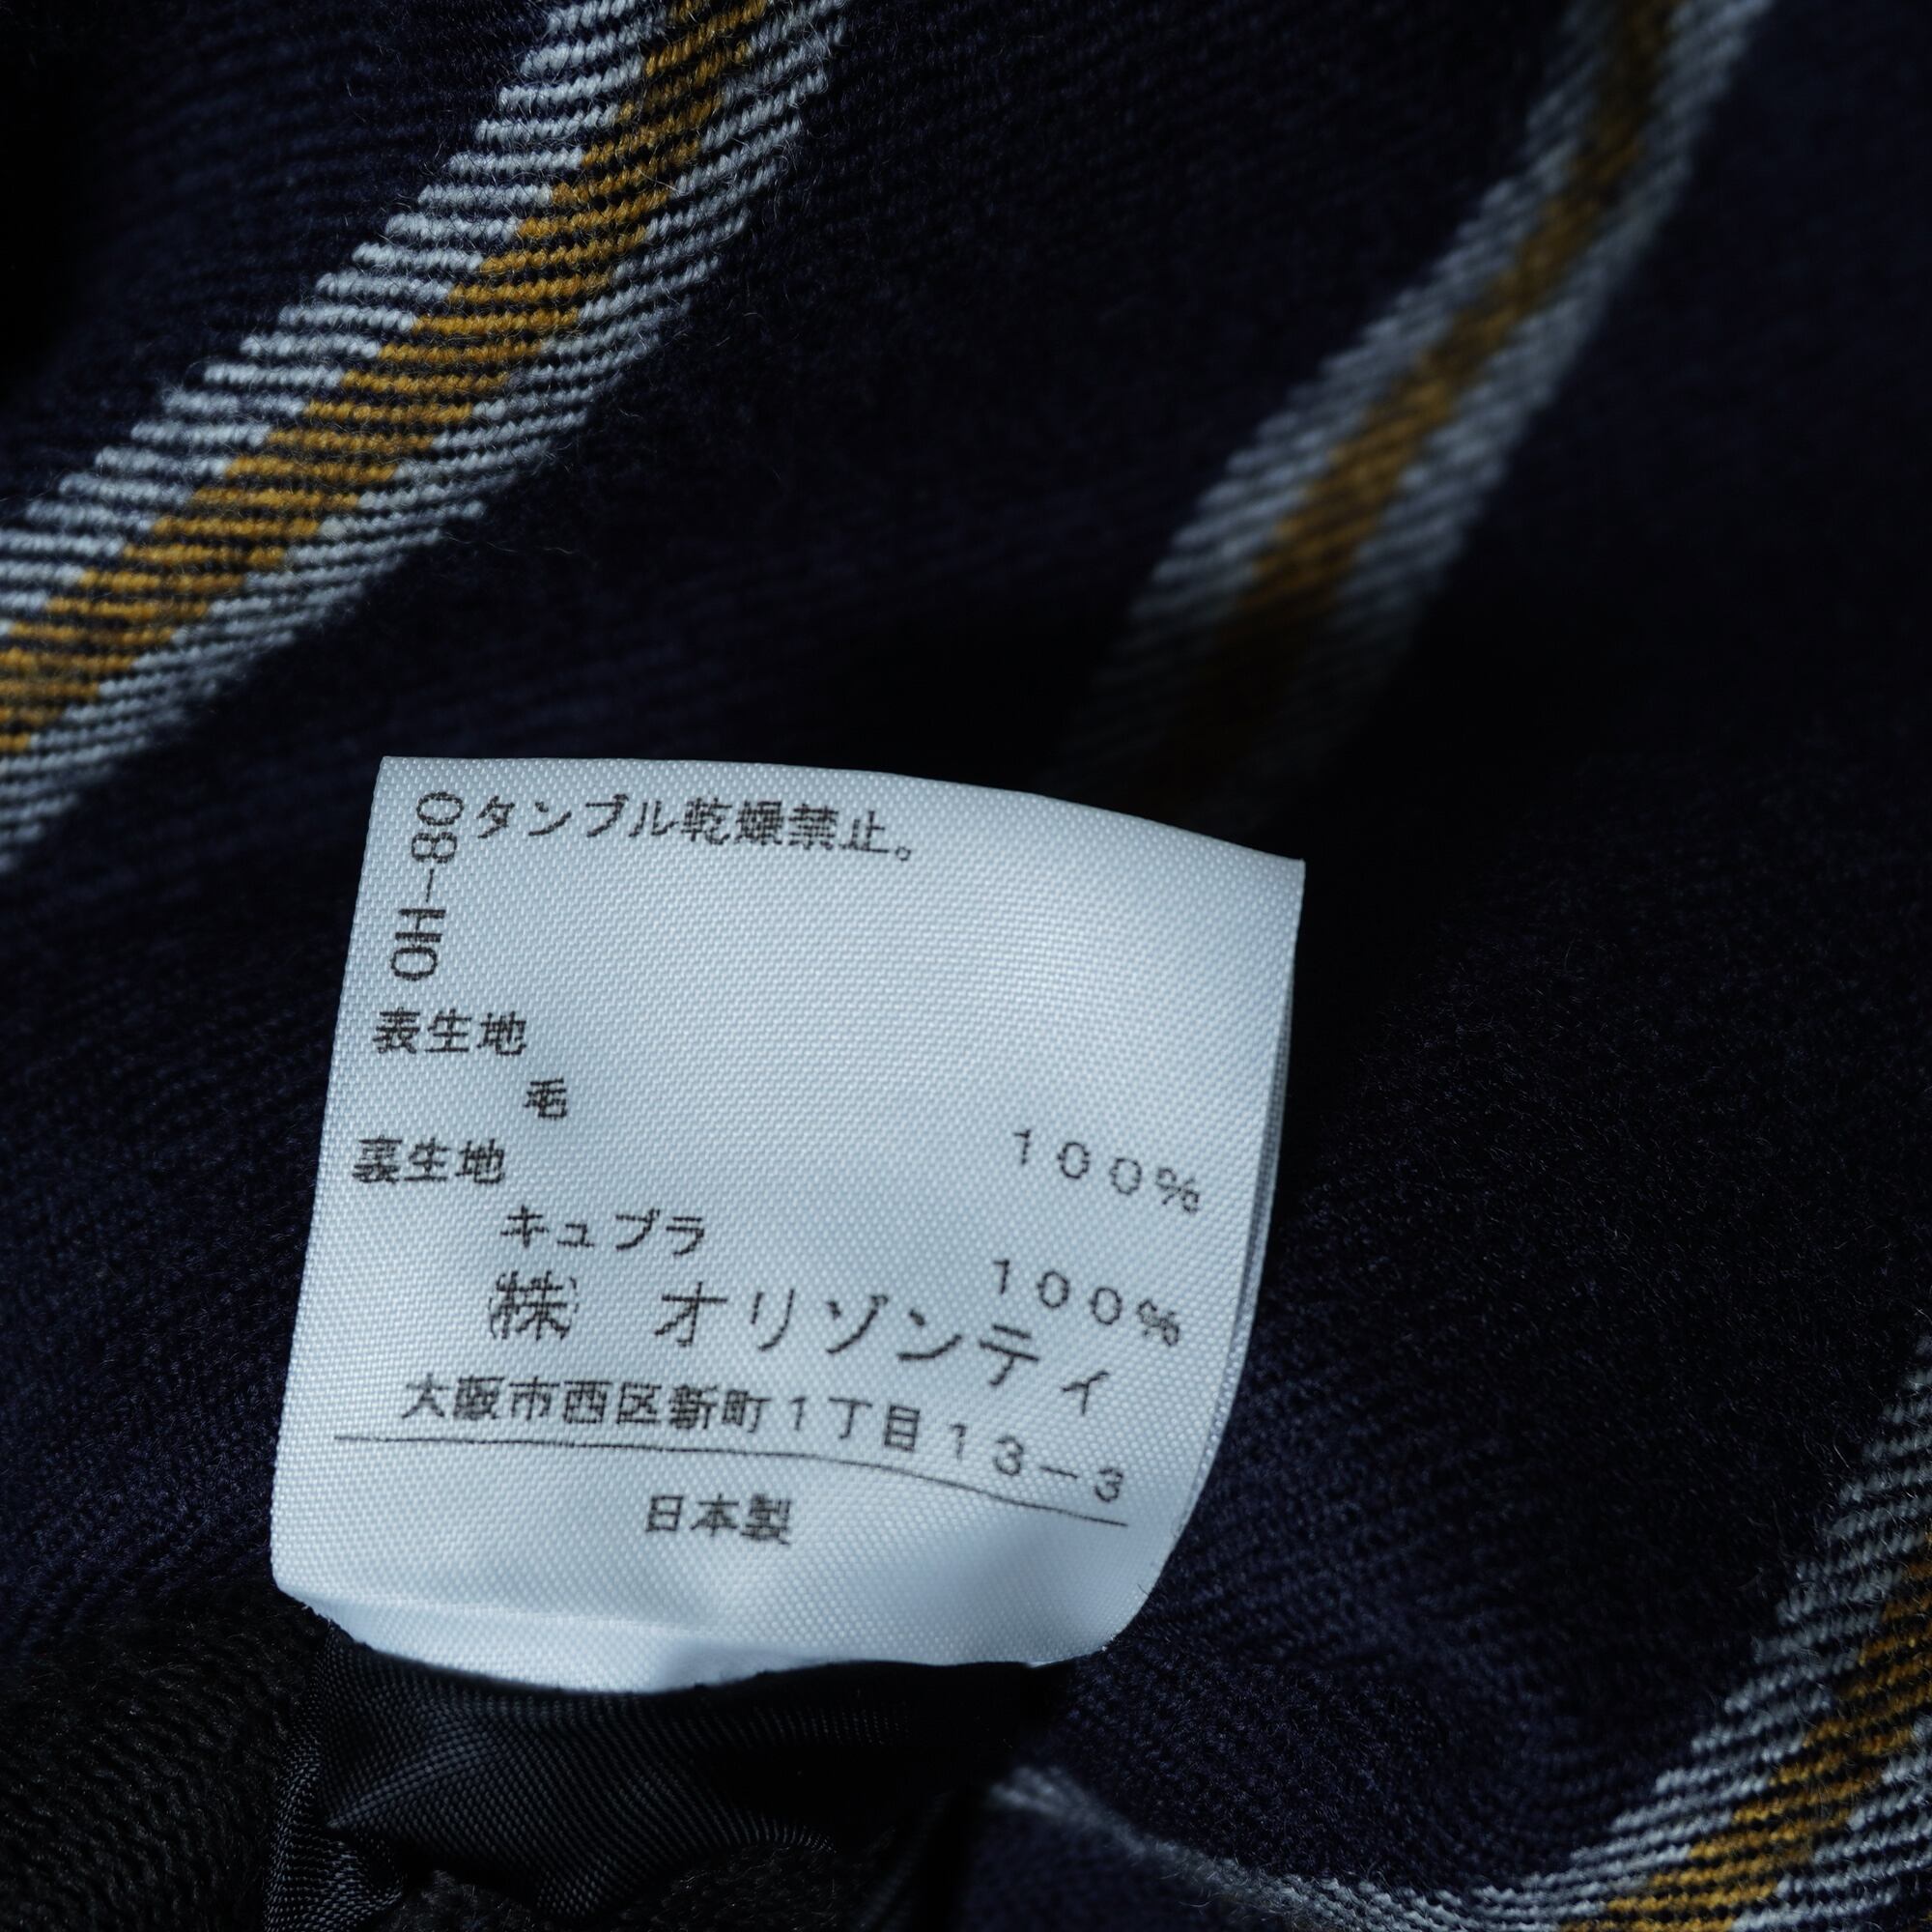 タンブル乾燥禁止。
08-HO
表生地
毛 100%
裏生地
キュプラ 100%
㈱ オリゾンティ
大阪市西区新町1丁目13-3
日本製